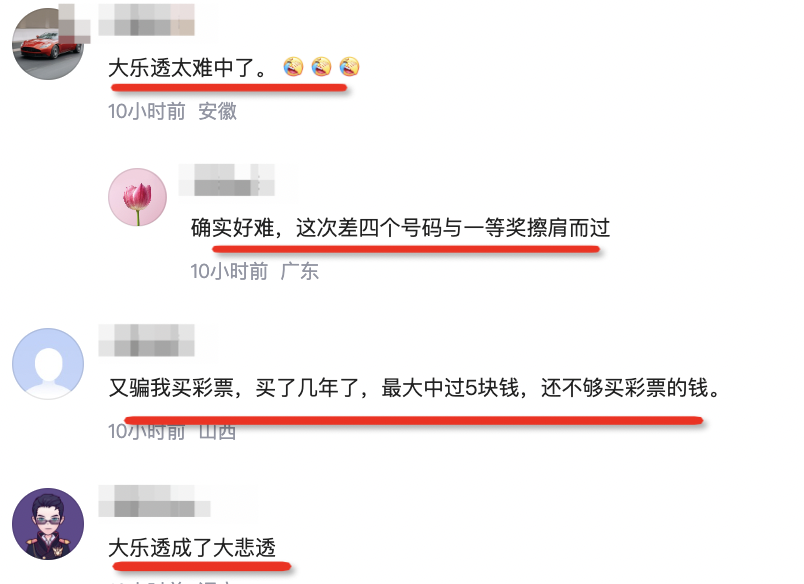 大乐透太难中了。🤣🤣🤣
10小时前 安徽
确实好难，这次差四个号码与一等奖擦肩而过
10小时前 广东
又骗我买彩票，买了几年了，最大中过5块钱，还不够买彩票的钱。
10小时前 山西
大乐透成了大悲透